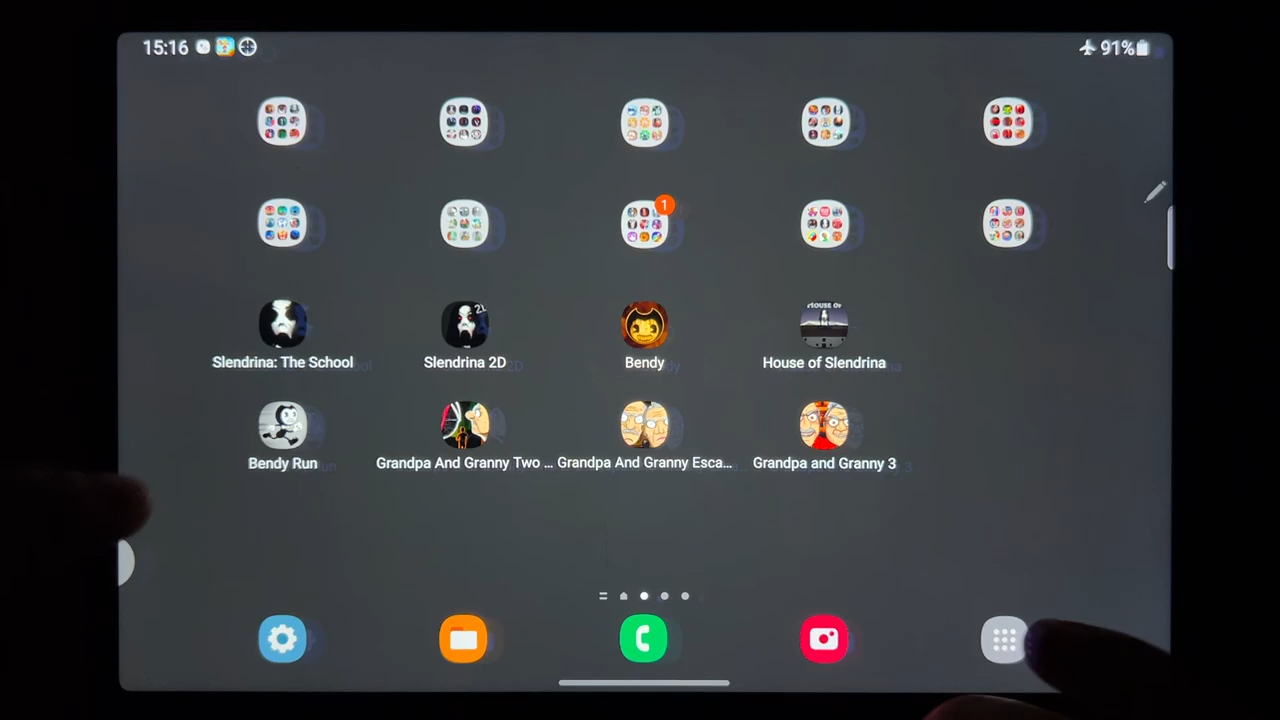 15:16 91%
1
Slendrina: The School Slendrina 2D Bendy House of Slendrina
Bendy Run Grandpa And Granny Two ... Grandpa And Granny Esca... Grandpa and Granny 3